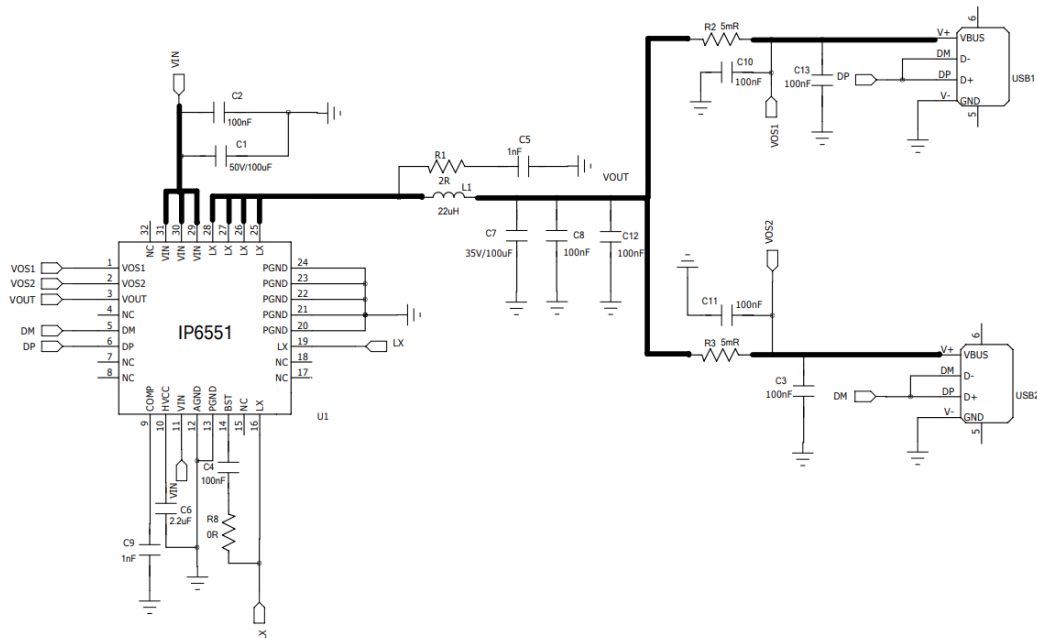 R2 5mR
6
V+
VBUS
DM
D-
DP
D+
V-
GND
USB1
5
C10
100nF
C13
100nF
DP
VOS1
VIN
C2
100nF
C1
50V/100uF
R1
2R
C5
1nF
L1
22uH
VOUT
C7
35V/100uF
C8
100nF
C12
100nF
VOS2
C11
100nF
R3 5mR
C3
100nF
DM
6
V+
VBUS
DM
D-
DP
D+
V-
GND
USB2
5
32 31 30 29 28 27 26 25
NC VIN VIN VIN LX LX LX LX
VOS1 1 VOS1 PGND 24
VOS2 2 VOS2 PGND 23
VOUT 3 VOUT PGND 22
4 NC PGND 21
DM 5 DM PGND 20
DP 6 DP LX 19 LX
7 NC NC 18
8 NC NC 17
IP6551
COMP HVCC VIN AGND PGND BST NC LX
U1
9 10 11 12 13 14 15 16
VIN
C4
100nF
C6
2.2uF
R8
0R
C9
1nF